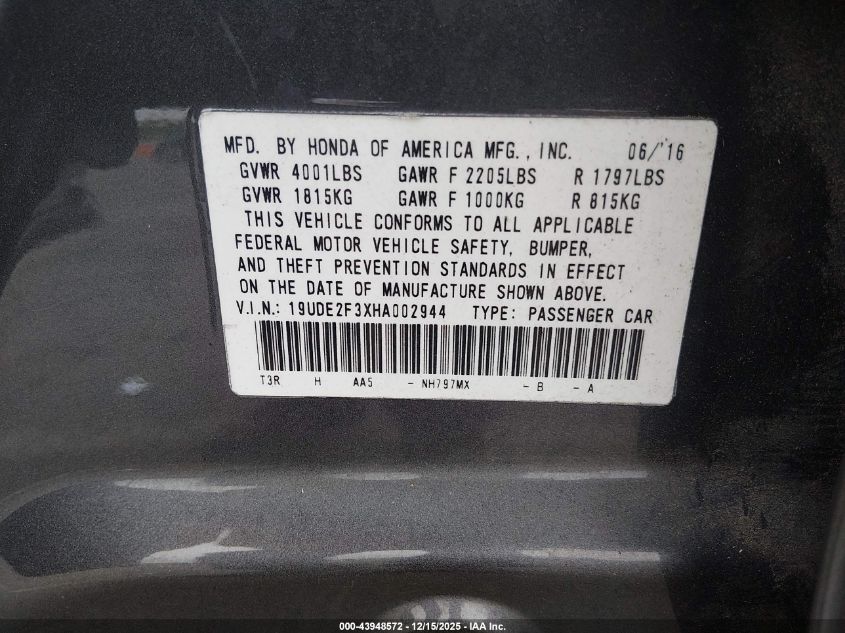 MFD. BY HONDA OF AMERICA MFG., INC. 06/'16
GVWR 4001LBS GAWR F 2205LBS R 1797LBS
GVWR 1815KG GAWR F 1000KG R 815KG
THIS VEHICLE CONFORMS TO ALL APPLICABLE
FEDERAL MOTOR VEHICLE SAFETY, BUMPER,
AND THEFT PREVENTION STANDARDS IN EFFECT
ON THE DATE OF MANUFACTURE SHOWN ABOVE.
V.I.N.: 19UDE2F3XHA002944 TYPE: PASSENGER CAR
T3R H AA5 - NH797MX - B - A
000-43948572 - 12/15/2025 - IAA Inc.